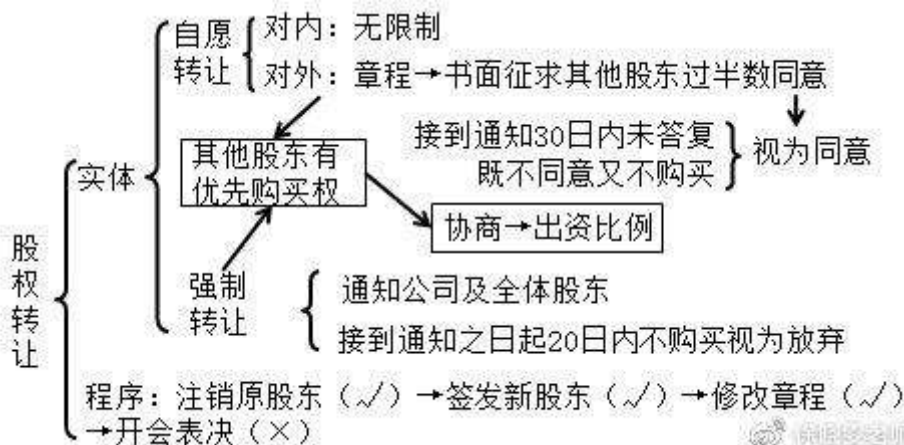 股权转让
实体
自愿转让
对内：无限制
对外：章程→书面征求其他股东过半数同意
接到通知30日内未答复
既不同意又不购买
视为同意
其他股东有
优先购买权
协商→出资比例
强制转让
通知公司及全体股东
接到通知之日起20日内不购买视为放弃
程序：注销原股东（√）→签发新股东（√）→修改章程（√）
→开会表决（×）